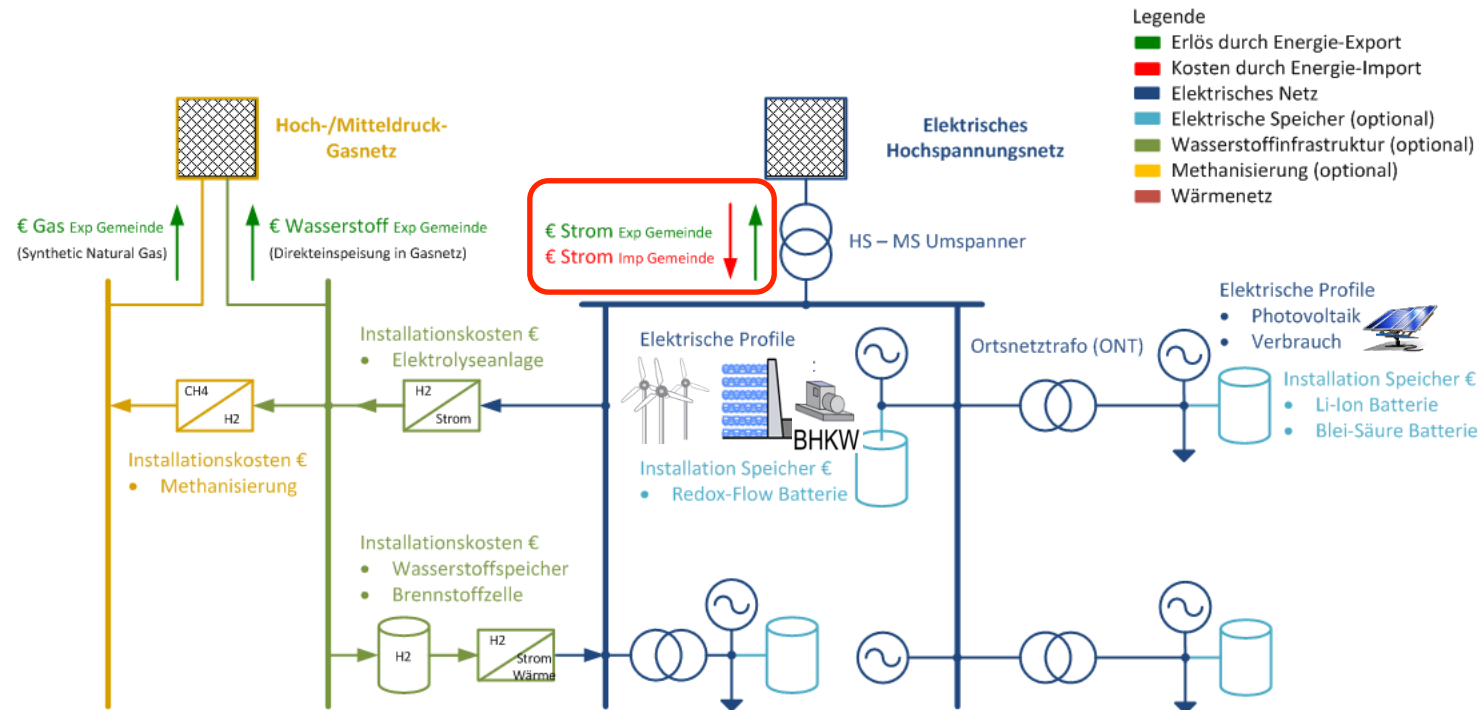 Legende
Erlös durch Energie-Export
Kosten durch Energie-Import
Elektrisches Netz
Elektrische Speicher (optional)
Wasserstoffinfrastruktur (optional)
Methanisierung (optional)
Wärmenetz
Hoch-/Mitteldruck-
Gasnetz
Elektrisches
Hochspannungsnetz
€ Gas Exp Gemeinde
(Synthetic Natural Gas)
€ Wasserstoff Exp Gemeinde
(Direkteinspeisung in Gasnetz)
€ Strom Exp Gemeinde
€ Strom Imp Gemeinde
HS – MS Umspanner
Elektrische Profile
• Photovoltaik
• Verbrauch
Installationskosten €
• Elektrolyseanlage
Elektrische Profile
BHKW
Ortsnetztrafo (ONT)
Installation Speicher €
• Li-Ion Batterie
• Blei-Säure Batterie
CH4
H2
H2
Strom
Installationskosten €
• Methanisierung
Installation Speicher €
• Redox-Flow Batterie
Installationskosten €
• Wasserstoffspeicher
• Brennstoffzelle
H2
H2
Strom
Wärme